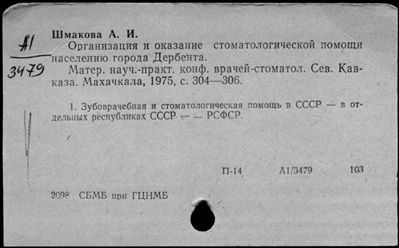 Шмакова А. И.
А1
3479
Организация и оказание стоматологической помощи
населению города Дербента.
Матер. науч.-практ. конф. врачей-стоматол. Сев. Кав-
каза. Махачкала, 1975, с. 304—306.
1. Зубоврачебная и стоматологическая помощь в СССР — в от-
дельных республиках СССР — — РСФСР.
П-14 А1/3479 103
2098 СБМБ при ГЦНМБ